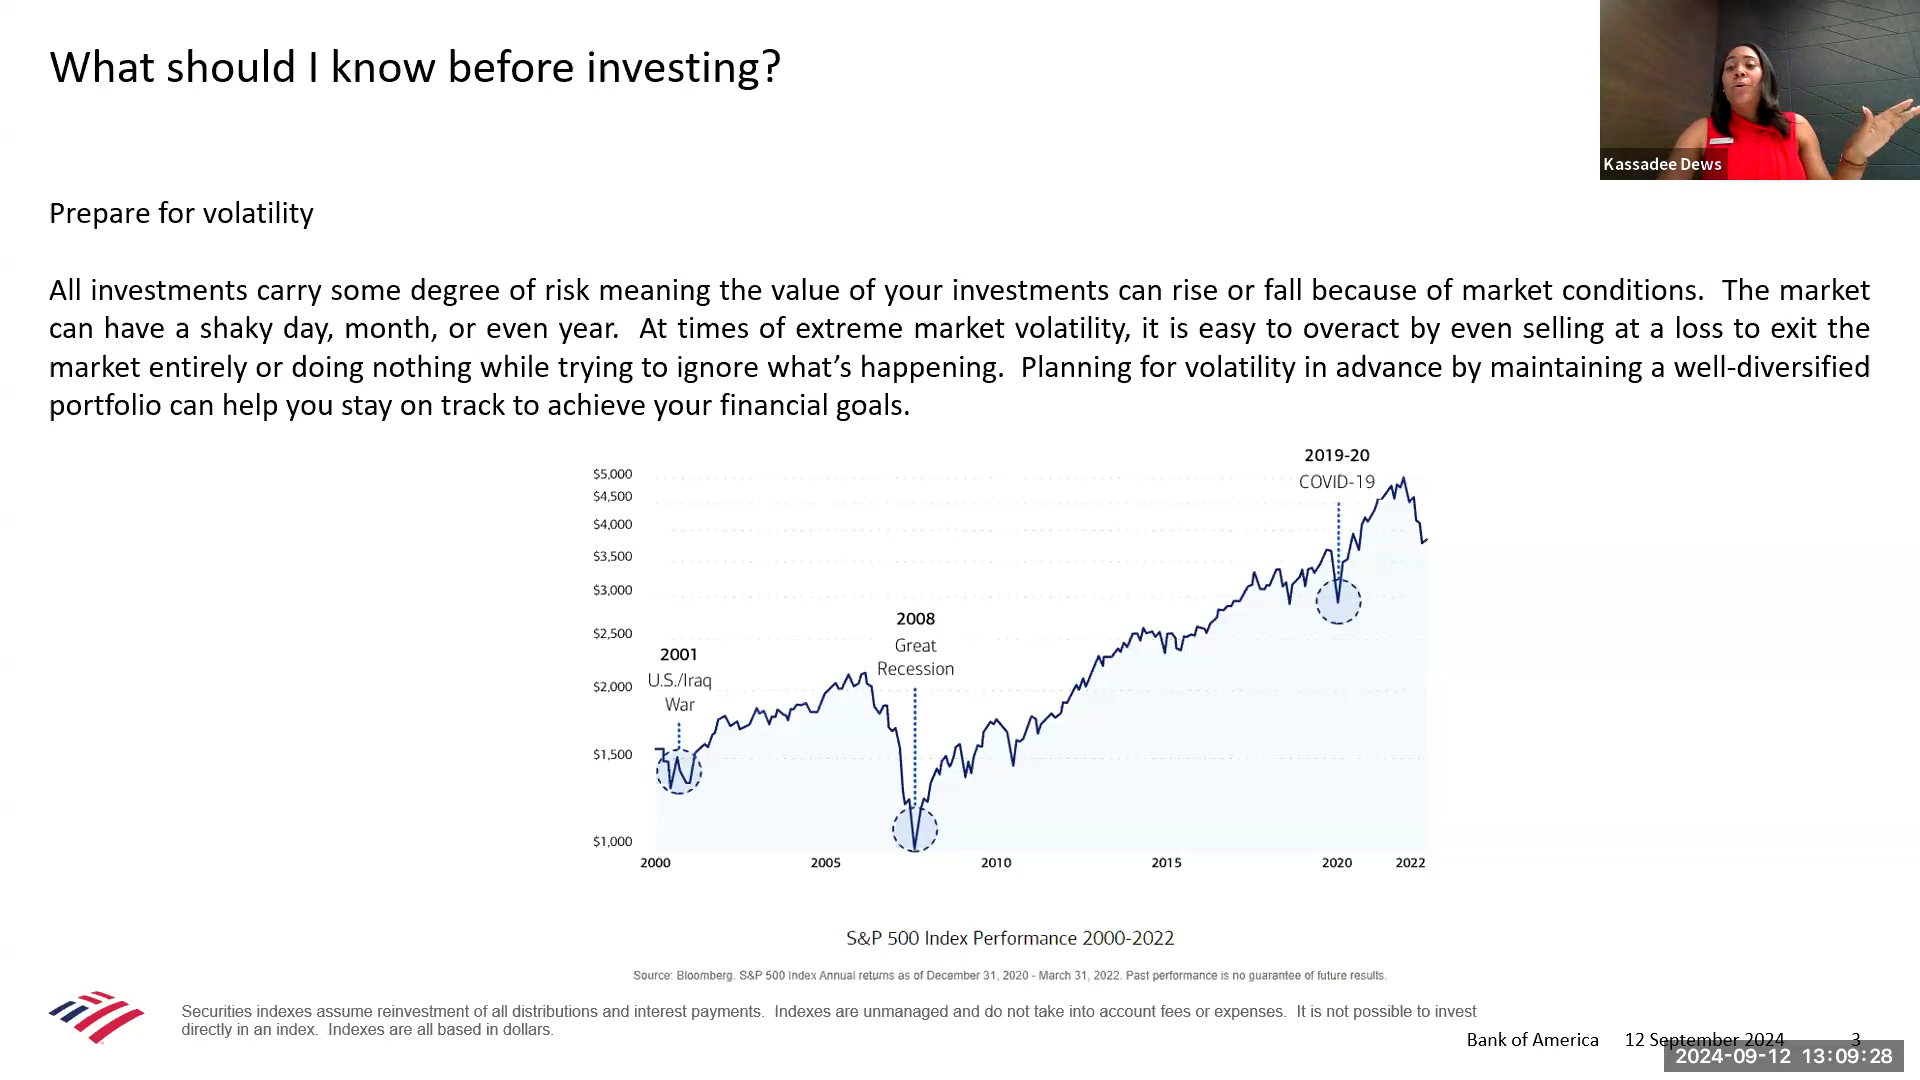 What should I know before investing?
Kassadee Dews
Prepare for volatility
All investments carry some degree of risk meaning the value of your investments can rise or fall because of market conditions.  The market
can have a shaky day, month, or even year.  At times of extreme market volatility, it is easy to overact by even selling at a loss to exit the
market entirely or doing nothing while trying to ignore what’s happening.  Planning for volatility in advance by maintaining a well-diversified
portfolio can help you stay on track to achieve your financial goals.
2019-20
COVID-19
$5,000
$4,500
$4,000
$3,500
$3,000
$2,500
$2,000
$1,500
$1,000
2008
Great
Recession
2001
U.S./Iraq
War
2000
2005
2010
2015
2020
2022
S&P 500 Index Performance 2000-2022
Source: Bloomberg. S&P 500 Index Annual returns as of December 31, 2020 - March 31, 2022. Past performance is no guarantee of future results.
Securities indexes assume reinvestment of all distributions and interest payments.  Indexes are unmanaged and do not take into account fees or expenses.  It is not possible to invest
directly in an index.  Indexes are all based in dollars.
Bank of America
12 September 2024
3
2024-09-12 13:09:28